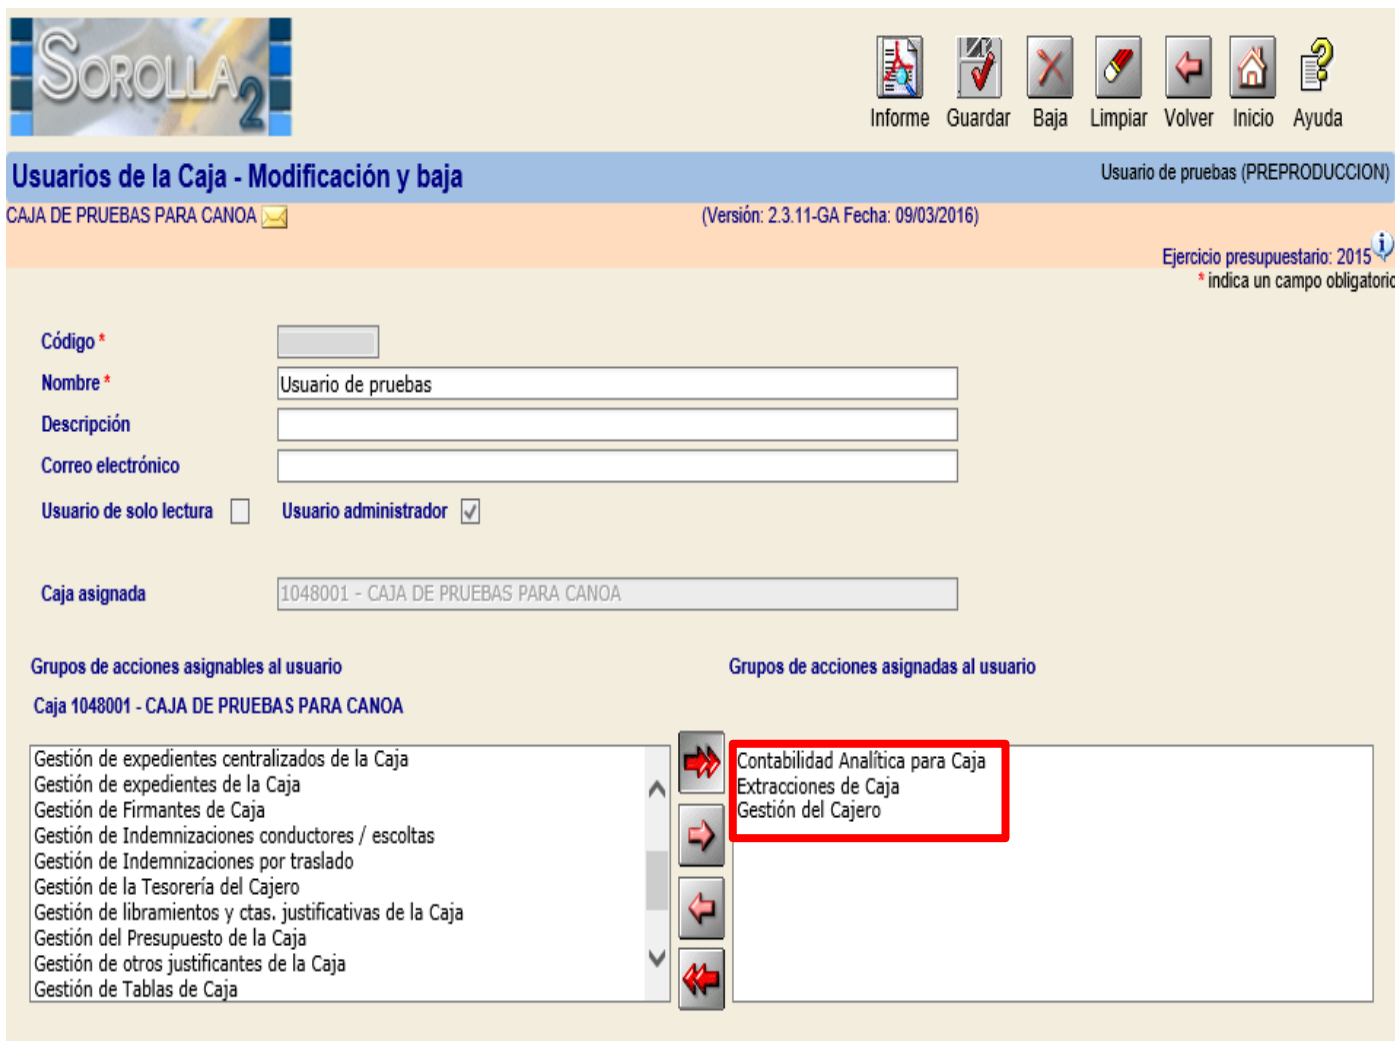 SOROLLA2
Informe Guardar Baja Limpiar Volver Inicio Ayuda
Usuarios de la Caja - Modificación y baja
Usuario de pruebas (PREPRODUCCION)
CAJA DE PRUEBAS PARA CANOA
(Versión: 2.3.11-GA Fecha: 09/03/2016)
Ejercicio presupuestario: 2015
* indica un campo obligatorio
Código *
Nombre * Usuario de pruebas
Descripción
Correo electrónico
Usuario de solo lectura Usuario administrador
Caja asignada 1048001 - CAJA DE PRUEBAS PARA CANOA
Grupos de acciones asignables al usuario
Caja 1048001 - CAJA DE PRUEBAS PARA CANOA
Gestión de expedientes centralizados de la Caja
Gestión de expedientes de la Caja
Gestión de Firmantes de Caja
Gestión de Indemnizaciones conductores / escoltas
Gestión de Indemnizaciones por traslado
Gestión de la Tesorería del Cajero
Gestión de libramientos y ctas. justificativas de la Caja
Gestión del Presupuesto de la Caja
Gestión de otros justificantes de la Caja
Gestión de Tablas de Caja
Grupos de acciones asignadas al usuario
Contabilidad Analítica para Caja
Extracciones de Caja
Gestión del Cajero